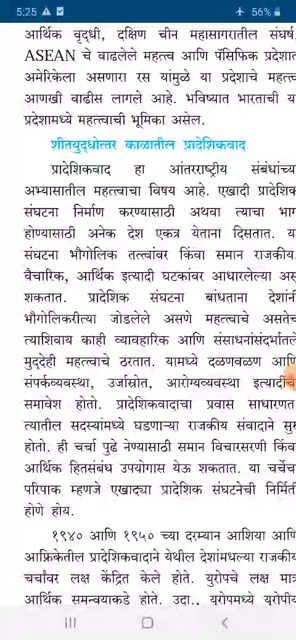 5:25
56%
आर्थिक वृद्धी, दक्षिण चीन महासागरातील संघर्ष,
ASEAN चे वाढलेले महत्त्व आणि पॅसिफिक प्रदेशात
अमेरिकेला असणारा रस यांमुळे या प्रदेशाचे महत्त्व
आणखी वाढीस लागले आहे. भविष्यात भारताची या
प्रदेशामध्ये महत्त्वाची भूमिका असेल.
शीतयुद्धोत्तर काळातील प्रादेशिकवाद
प्रादेशिकवाद हा आंतरराष्ट्रीय संबंधांच्या
अभ्यासातील महत्त्वाचा विषय आहे. एखादी प्रादेशिक
संघटना निर्माण करण्यासाठी अथवा त्याचा भाग
होण्यासाठी अनेक देश एकत्र येताना दिसतात. या
संघटना भौगोलिक तत्त्वांवर किंवा समान राजकीय,
वैचारिक, आर्थिक इत्यादी घटकांवर आधारलेल्या असू
शकतात. प्रादेशिक संघटना बांधताना देशांनी
भौगोलिकरीत्या जोडलेले असणे महत्त्वाचे असतेच
त्याशिवाय काही व्यावहारिक आणि संसाधनांसंदर्भातले
मुद्देही महत्त्वाचे ठरतात. यामध्ये दळणवळण आणि
संपर्कव्यवस्था, उर्जास्रोत, आरोग्यव्यवस्था इत्यादींचा
समावेश होतो. प्रादेशिकवादाचा प्रवास साधारणतः
त्यातील सदस्यांमध्ये घडणाऱ्या राजकीय संवादाने सुरू
होतो. ही चर्चा पुढे नेण्यासाठी समान विचारसरणी किंवा
आर्थिक हितसंबंध उपयोगास येऊ शकतात. या चर्चेचा
परिपाक म्हणजे एखाद्या प्रादेशिक संघटनेची निर्मिती
होणे होय.
१९४० आणि १९५० च्या दरम्यान आशिया आणि
आफ्रिकेतील प्रादेशिकवादाने येथील देशांमधल्या राजकीय
चर्चांवर लक्ष केंद्रित केले होते. युरोपचे लक्ष मात्र
आर्थिक समन्वयाकडे होते. उदा., युरोपमध्ये युरोपीय